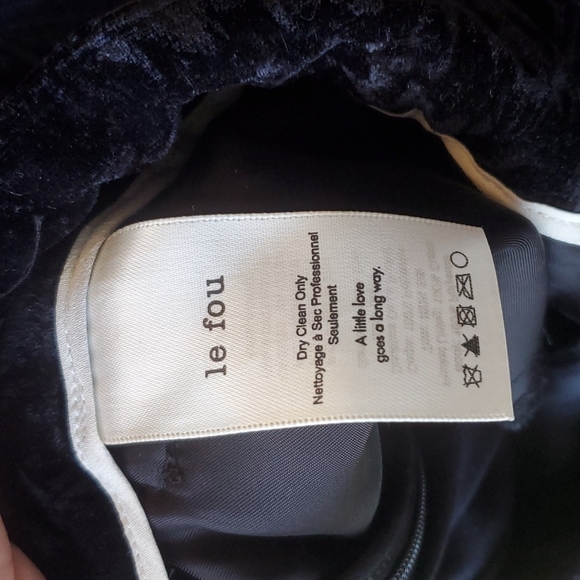 le fou
Dry Clean Only
Nettoyage à Sec Professionnel
Seulement
A little love
goes a long way.